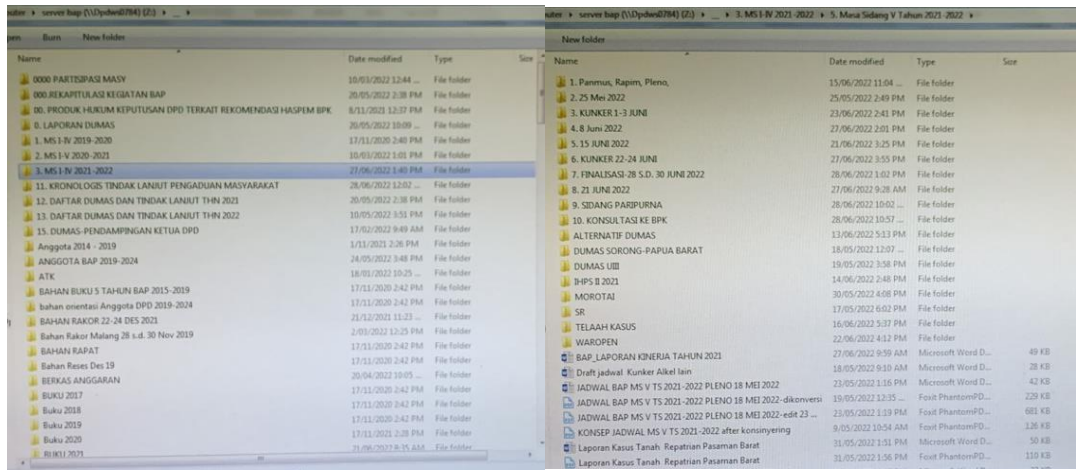 puter ▸ server bap (\\Dpdwn0784) (Z:) ▸ _ ▸
Burn New folder
Name Date modified Type Size
0000 PARTISIPASI MASY 10/03/2022 12:44 ... File folder
000.REKAPITULASI KEGIATAN BAP 20/05/2022 2:38 PM File folder
00. PRODUK HUKUM KEPUTUSAN DPD TERKAIT REKOMENDASI HASPEM BPK 8/11/2021 12:37 PM File folder
0. LAPORAN DUMAS 20/05/2022 10:09 ... File folder
1. MS I-IV 2019-2020 17/11/2020 2:40 PM File folder
2. MS I-V 2020-2021 10/03/2022 1:01 PM File folder
3. MS I-IV 2021-2022 27/06/2022 1:40 PM File folder
11. KRONOLOGIS TINDAK LANJUT PENGADUAN MASYARAKAT 28/06/2022 12:02 ... File folder
12. DAFTAR DUMAS DAN TINDAK LANJUT THN 2021 20/05/2022 2:38 PM File folder
13. DAFTAR DUMAS DAN TINDAK LANJUT THN 2022 10/05/2022 3:51 PM File folder
15. DUMAS-PENDAMPINGAN KETUA DPD 17/02/2022 9:49 AM File folder
Anggota 2014 - 2019 1/11/2021 2:26 PM File folder
ANGGOTA BAP 2019-2024 24/05/2022 3:48 PM File folder
ATK 18/01/2022 10:25 ... File folder
BAHAN BUKU 5 TAHUN BAP 2015-2019 17/11/2020 2:42 PM File folder
bahan orientasi Anggota DPD 2019-2024 17/11/2020 2:42 PM File folder
BAHAN RAKOR 22-24 DES 2021 21/12/2021 11:23 ... File folder
Bahan Rakor Malang 28 s.d. 30 Nov 2019 2/03/2022 12:25 PM File folder
BAHAN RAPAT 17/11/2020 2:42 PM File folder
Bahan Reses Des 19 17/11/2020 2:42 PM File folder
BERKAS ANGGARAN 20/04/2022 10:05 ... File folder
BUKU 2017 17/11/2020 2:42 PM File folder
Buku 2018 17/11/2020 2:42 PM File folder
Buku 2019 17/11/2020 2:42 PM File folder
Buku 2020 17/11/2021 2:28 PM File folder
BUKU 2021 21/06/2022 9:35 AM File folder
puter ▸ server bap (\\Dpdwn0784) (Z:) ▸ _ ▸ 3. MS I-IV 2021-2022 ▸ 5. Masa Sidang V Tahun 2021-2022 ▸
New folder
Name Date modified Type Size
1. Panmus, Rapim, Pleno, 15/06/2022 11:04 ... File folder
2. 25 Mei 2022 25/05/2022 2:49 PM File folder
3. KUNKER 1-3 JUNI 23/06/2022 2:41 PM File folder
4. 8 Juni 2022 27/06/2022 2:01 PM File folder
5. 15 JUNI 2022 21/06/2022 3:25 PM File folder
6. KUNKER 22-24 JUNI 27/06/2022 3:55 PM File folder
7. FINALISASI-28 S.D. 30 JUNI 2022 28/06/2022 1:02 PM File folder
8. 21 JUNI 2022 27/06/2022 9:28 AM File folder
9. SIDANG PARIPURNA 28/06/2022 10:02 ... File folder
10. KONSULTASI KE BPK 28/06/2022 10:57 ... File folder
ALTERNATIF DUMAS 13/06/2022 5:13 PM File folder
DUMAS SORONG-PAPUA BARAT 18/05/2022 12:07 ... File folder
DUMAS UIII 19/05/2022 3:58 PM File folder
IHPS II 2021 14/06/2022 2:48 PM File folder
MOROTAI 30/05/2022 4:08 PM File folder
SR 17/05/2022 6:02 PM File folder
TELAAH KASUS 16/06/2022 5:37 PM File folder
WAROPEN 22/06/2022 4:12 PM File folder
BAP_LAPORAN KINERJA TAHUN 2021 27/06/2022 9:59 AM Microsoft Word D... 49 KB
Draft jadwal Kunker Alkel lain 18/05/2022 9:10 AM Microsoft Word D... 28 KB
JADWAL BAP MS V TS 2021-2022 PLENO 18 MEI 2022 23/05/2022 1:16 PM Microsoft Word D... 42 KB
JADWAL BAP MS V TS 2021-2022 PLENO 18 MEI 2022-dikonversi 19/05/2022 12:35 ... Foxit PhantomPD... 229 KB
JADWAL BAP MS V TS 2021-2022 PLENO 18 MEI 2022-edit 23 ... 23/05/2022 1:19 PM Foxit PhantomPD... 681 KB
KONSEP JADWAL MS V TS 2021-2022 after konsinyering 9/05/2022 10:54 AM Foxit PhantomPD... 126 KB
Laporan Kasus Tanah Repatrian Pasaman Barat 31/05/2022 1:51 PM Microsoft Word D... 50 KB
Laporan Kasus Tanah Repatrian Pasaman Barat 31/05/2022 1:56 PM Foxit PhantomPD... 110 KB